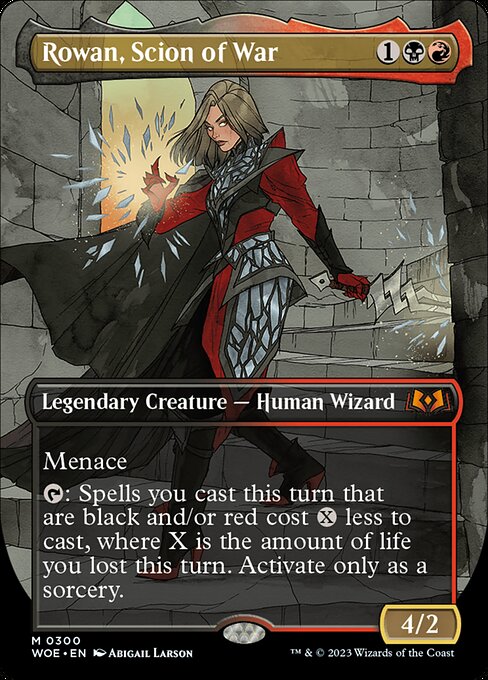 Rowan, Scion of War 1
Legendary Creature — Human Wizard
Menace
: Spells you cast this turn that
are black and/or red cost X less to
cast, where X is the amount of life
you lost this turn. Activate only as a
sorcery.
4/2
M 0300
WOE • EN Abigail Larson
™ & © 2023 Wizards of the Coast